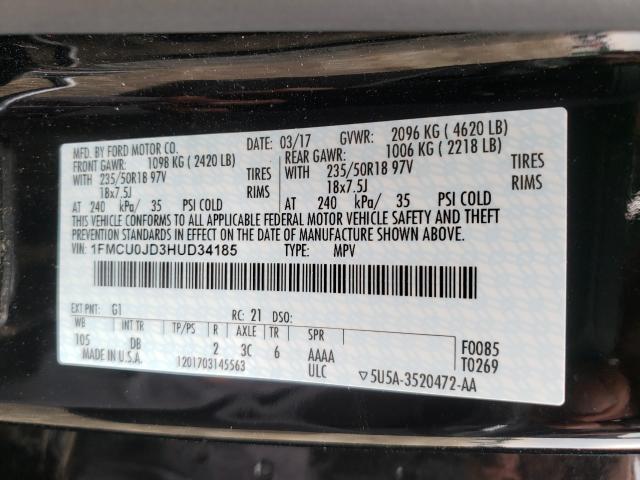 MFD. BY FORD MOTOR CO.
DATE: 03/17 GVWR: 2096 KG ( 4620 LB)
FRONT GAWR: 1098 KG ( 2420 LB) REAR GAWR: 1006 KG ( 2218 LB)
WITH 235/50R18 97V TIRES WITH 235/50R18 97V TIRES
18x7.5J RIMS 18x7.5J RIMS
AT 240 kPa/ 35 PSI COLD AT 240 kPa/ 35 PSI COLD
THIS VEHICLE CONFORMS TO ALL APPLICABLE FEDERAL MOTOR VEHICLE SAFETY AND THEFT
PREVENTION STANDARDS IN EFFECT ON THE DATE OF MANUFACTURE SHOWN ABOVE.
VIN: 1FMCU0JD3HUD34185 TYPE: MPV
EXT PNT: G1 RC: 21 DSO:
WB INT TR TP/PS R AXLE TR SPR
105 DB 2 3C 6 AAAA F0085
MADE IN U.S.A. 1201703145563 ULC T0269
▽5U5A-3520472-AA